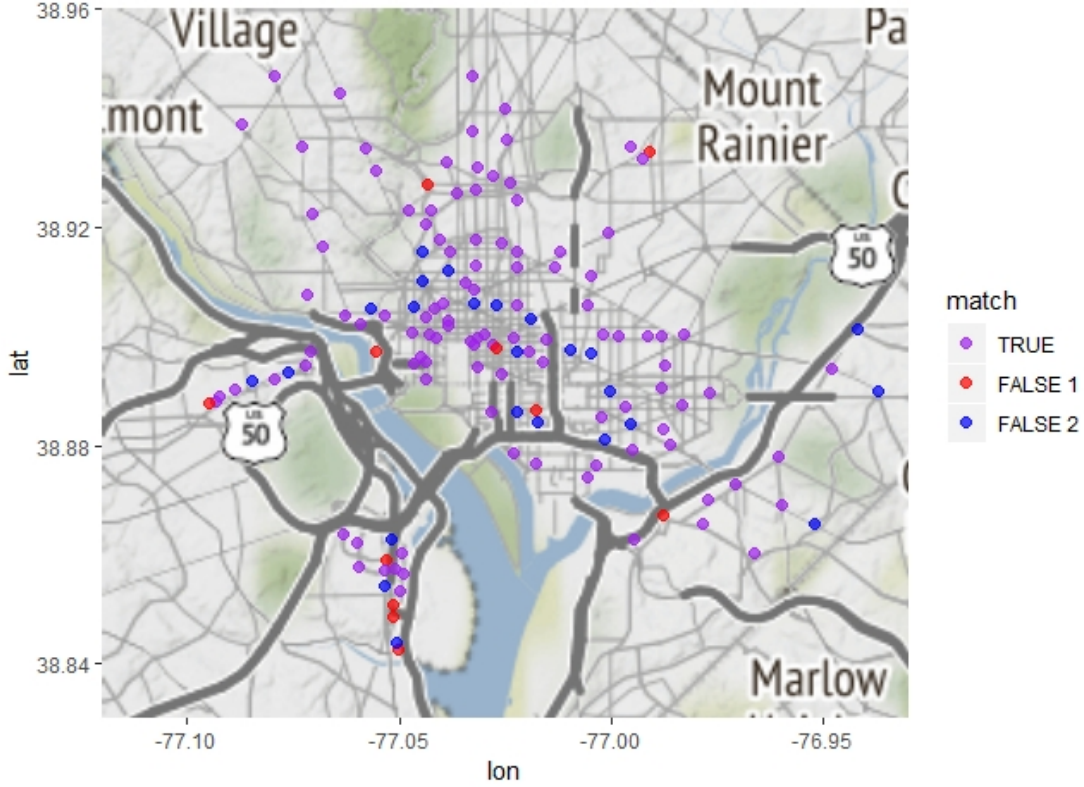 38.96
38.92
38.88
38.84
lat
Village
Pa
Mount
Rainier
mont
C
U.S.
50
U.S.
50
Marlow
-77.10
-77.05
-77.00
-76.95
lon
match
TRUE
FALSE 1
FALSE 2